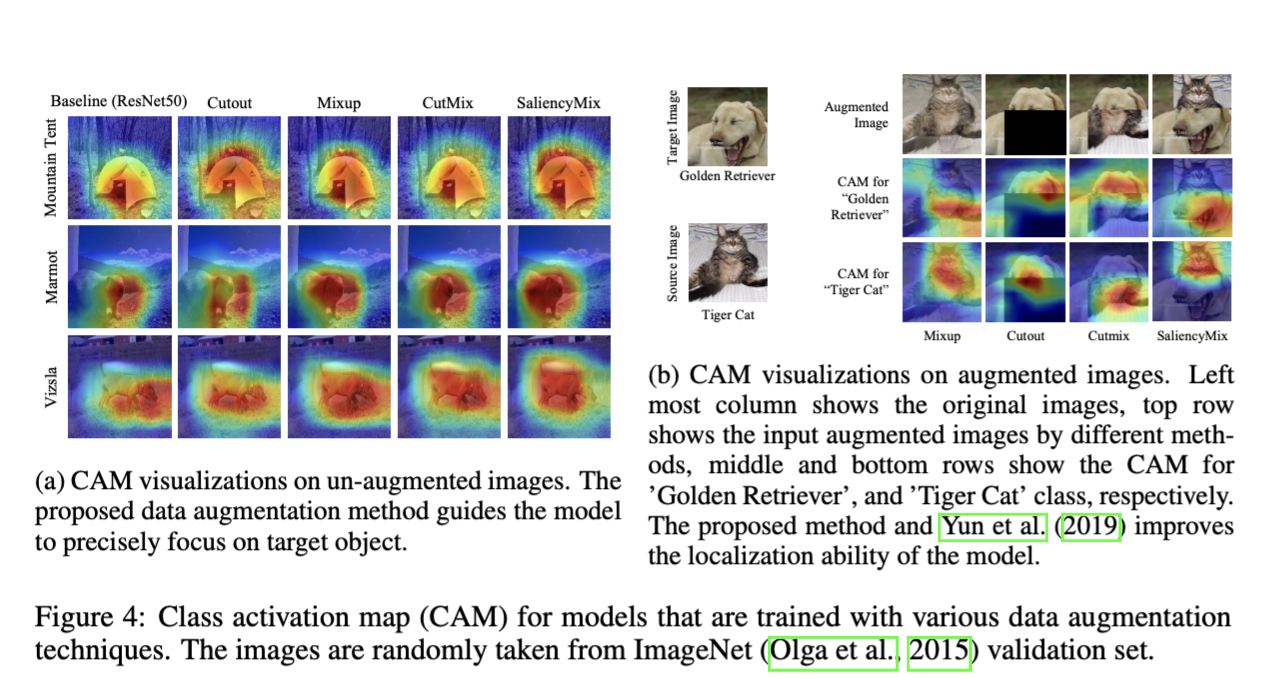 Baseline (ResNet50) Cutout Mixup CutMix SaliencyMix
Mountain Tent
Marmot
Vizsla
(a) CAM visualizations on un-augmented images. The
proposed data augmentation method guides the model
to precisely focus on target object.
Target Image
Golden Retriever
Source Image
Tiger Cat
Augmented
Image
CAM for
“Golden
Retriever”
CAM for
“Tiger Cat”
Mixup Cutout Cutmix SaliencyMix
(b) CAM visualizations on augmented images. Left
most column shows the original images, top row
shows the input augmented images by different meth-
ods, middle and bottom rows show the CAM for
’Golden Retriever’, and ’Tiger Cat’ class, respectively.
The proposed method and Yun et al. (2019) improves
the localization ability of the model.
Figure 4: Class activation map (CAM) for models that are trained with various data augmentation
techniques. The images are randomly taken from ImageNet (Olga et al., 2015) validation set.